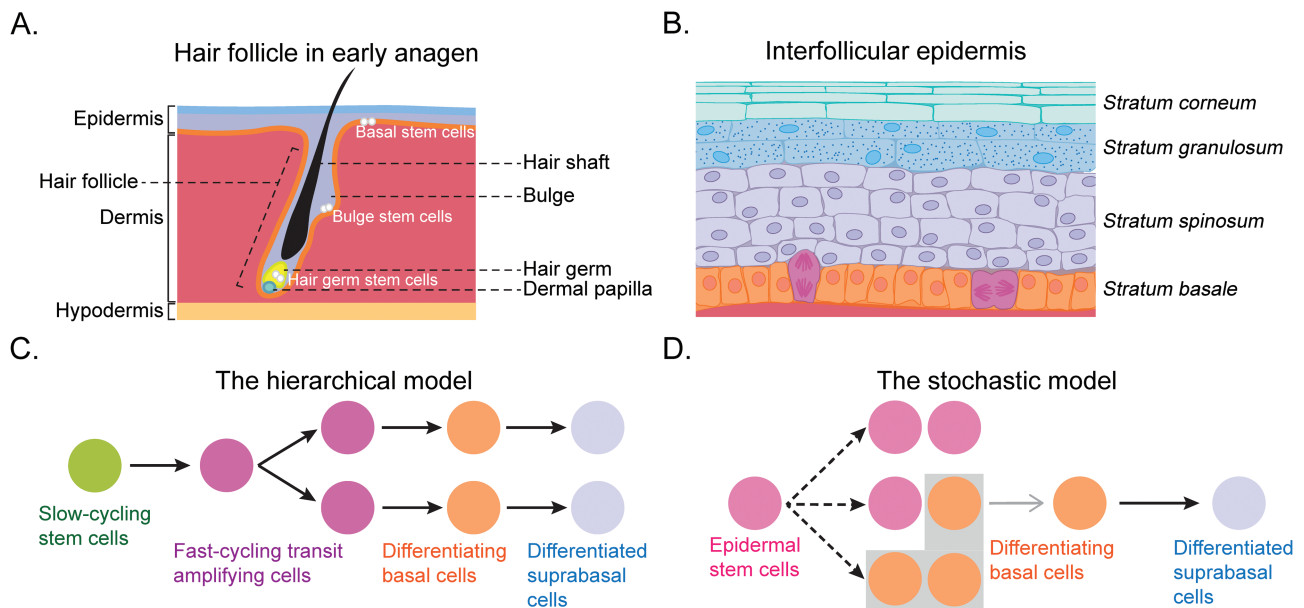 A.
Hair follicle in early anagen
Epidermis
Basal stem cells
Hair shaft
Hair follicle
Bulge
Dermis
Bulge stem cells
Hair germ
Hair germ stem cells
Dermal papilla
Hypodermis
B.
Interfollicular epidermis
Stratum corneum
Stratum granulosum
Stratum spinosum
Stratum basale
C.
The hierarchical model
Slow-cycling
stem cells
Fast-cycling transit
amplifying cells
Differentiating
basal cells
Differentiated
suprabasal
cells
D.
The stochastic model
Epidermal
stem cells
Differentiating
basal cells
Differentiated
suprabasal
cells